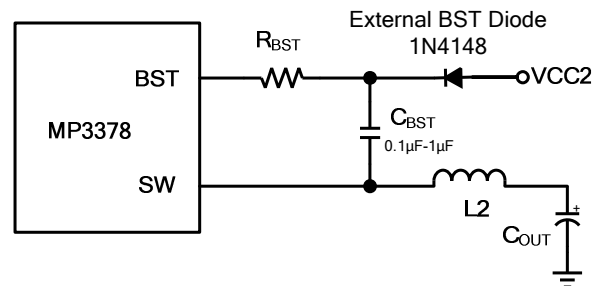 External BST Diode
1N4148
RBST
BST
VCC2
CBST
0.1µF-1µF
MP3378
SW
L2
COUT
+